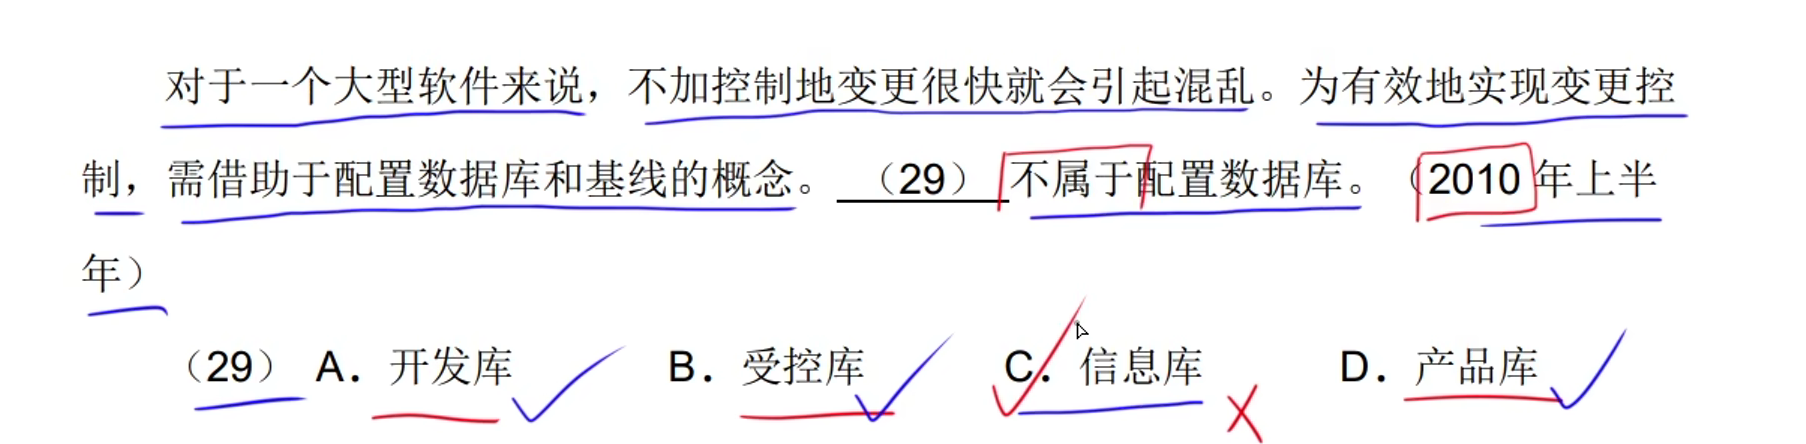 对于一个大型软件来说，不加控制地变更很快就会引起混乱。为有效地实现变更控
制，需借助于配置数据库和基线的概念。 （29） 不属于配置数据库。（2010 年上半
年）
（29） A．开发库 B．受控库 C．信息库 D．产品库